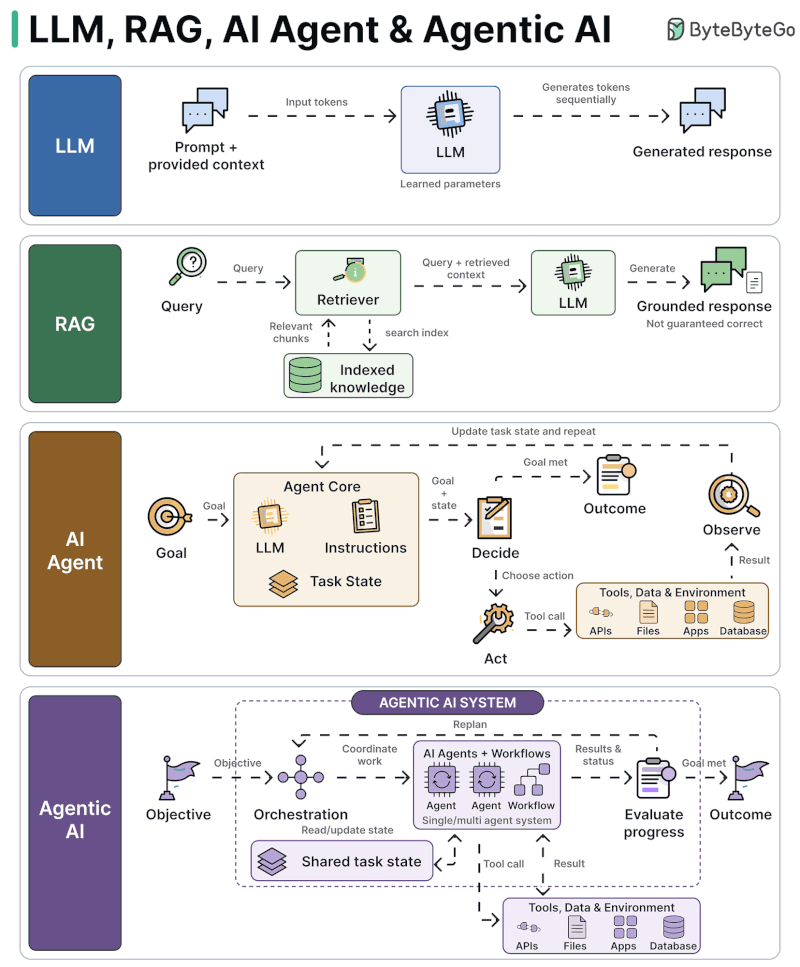 LLM, RAG, AI Agent & Agentic AI
ByteByteGo
LLM
Prompt +
provided context
Input tokens
LLM
Learned parameters
Generates tokens
sequentially
Generated response
RAG
Query
Query
Retriever
Relevant
chunks
search index
Indexed
knowledge
Query + retrieved
context
LLM
Generate
Grounded response
Not guaranteed correct
AI
Agent
Update task state and repeat
Goal
Goal
Agent Core
LLM
Instructions
Task State
Goal
+
state
Decide
Goal met
Outcome
Choose action
Act
Tool call
Tools, Data & Environment
APIs
Files
Apps
Database
Result
Observe
Agentic
AI
AGENTIC AI SYSTEM
Replan
Objective
Objective
Orchestration
Coordinate
work
AI Agents + Workflows
Agent
Agent
Workflow
Single/multi agent system
Results &
status
Evaluate
progress
Goal met
Outcome
Read/update state
Shared task state
Tool call
Result
Tools, Data & Environment
APIs
Files
Apps
Database